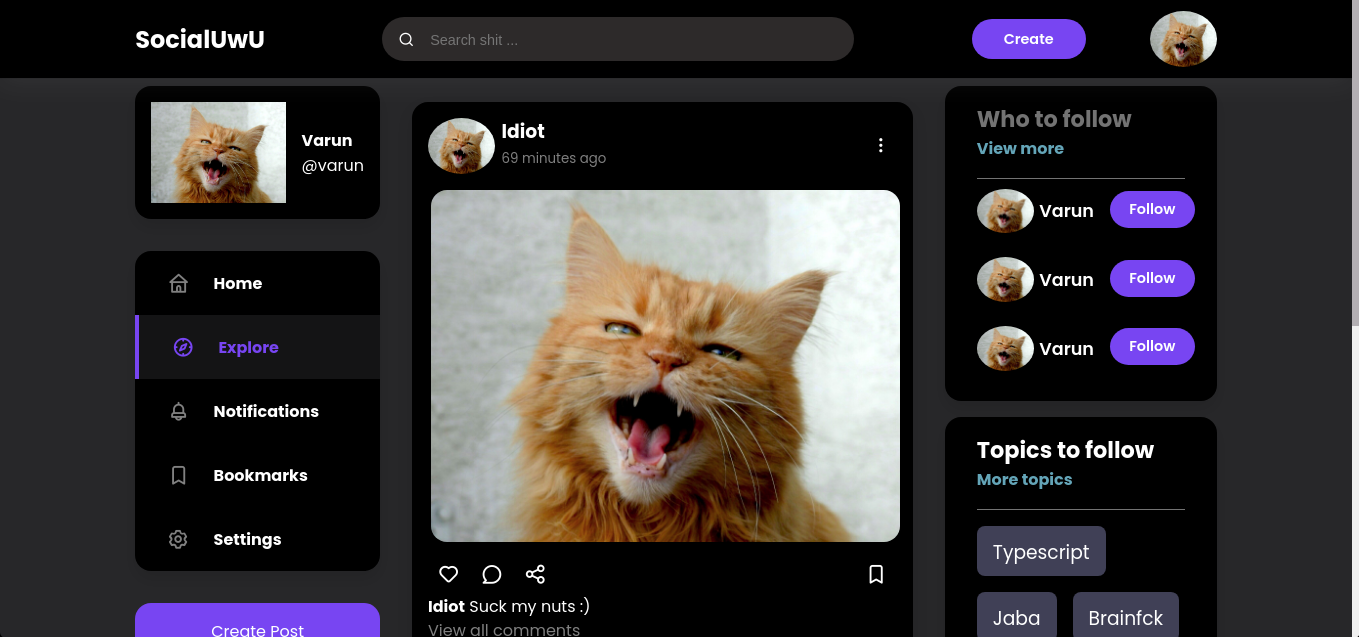 SocialUwU
Search shit ...
Create
Varun
@varun
Home
Explore
Notifications
Bookmarks
Settings
Create Post
Idiot
69 minutes ago
Idiot Suck my nuts :)
View all comments
Who to follow
View more
Varun
Follow
Varun
Follow
Varun
Follow
Topics to follow
More topics
Typescript
Jaba
Brainfck